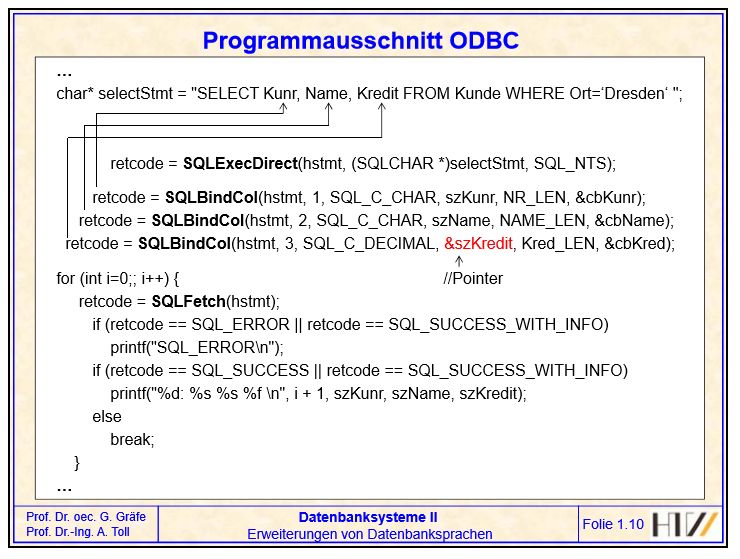 Programmausschnitt ODBC
...
char* selectStmt = "SELECT Kunr, Name, Kredit FROM Kunde WHERE Ort=‘Dresden‘ ";
retcode = SQLExecDirect(hstmt, (SQLCHAR *)selectStmt, SQL_NTS);
retcode = SQLBindCol(hstmt, 1, SQL_C_CHAR, szKunr, NR_LEN, &cbKunr);
retcode = SQLBindCol(hstmt, 2, SQL_C_CHAR, szName, NAME_LEN, &cbName);
retcode = SQLBindCol(hstmt, 3, SQL_C_DECIMAL, &szKredit, Kred_LEN, &cbKred);
for (int i=0;; i++) { //Pointer
retcode = SQLFetch(hstmt);
if (retcode == SQL_ERROR || retcode == SQL_SUCCESS_WITH_INFO)
printf("SQL_ERROR\n");
if (retcode == SQL_SUCCESS || retcode == SQL_SUCCESS_WITH_INFO)
printf("%d: %s %s %f \n", i + 1, szKunr, szName, szKredit);
else
break;
}
...
Prof. Dr. oec. G. Gräfe
Prof. Dr.-Ing. A. Toll
Datenbanksysteme II
Erweiterungen von Datenbanksprachen
Folie 1.10